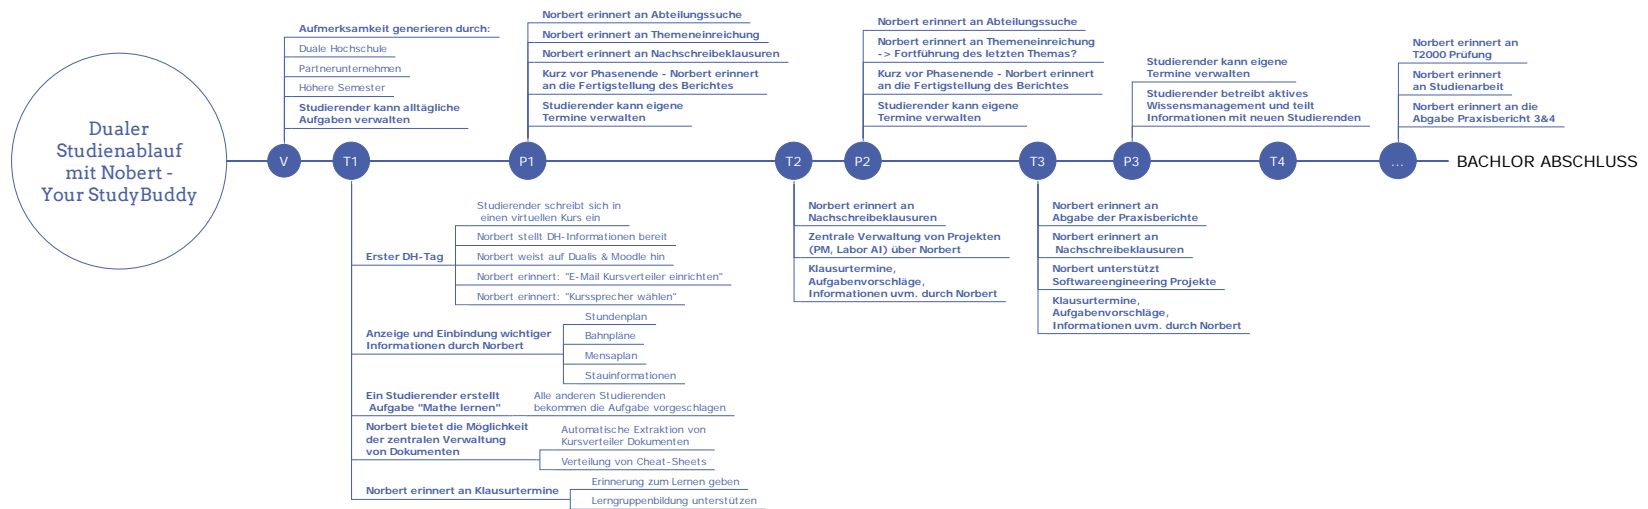 Dualer
Studienablauf
mit Nobert -
Your StudyBuddy
V
Aufmerksamkeit generieren durch:
Duale Hochschule
Partnerunternehmen
Höhere Semester
Studierender kann alltägliche
Aufgaben verwalten
T1
Erster DH-Tag
Studierender schreibt sich in
einen virtuellen Kurs ein
Norbert stellt DH-Informationen bereit
Norbert weist auf Dualis & Moodle hin
Norbert erinnert: "E-Mail Kursverteiler einrichten"
Norbert erinnert: "Kurssprecher wählen"
Anzeige und Einbindung wichtiger
Informationen durch Norbert
Stundenplan
Bahnpläne
Mensaplan
Stauinformationen
Ein Studierender erstellt
Aufgabe "Mathe lernen"
Alle anderen Studierenden
bekommen die Aufgabe vorgeschlagen
Norbert bietet die Möglichkeit
der zentralen Verwaltung
von Dokumenten
Automatische Extraktion von
Kursverteiler Dokumenten
Verteilung von Cheat-Sheets
Norbert erinnert an Klausurtermine
Erinnerung zum Lernen geben
Lerngruppenbildung unterstützen
P1
Norbert erinnert an Abteilungssuche
Norbert erinnert an Themeneinreichung
Norbert erinnert an Nachschreibeklausuren
Kurz vor Phasenende - Norbert erinnert
an die Fertigstellung des Berichtes
Studierender kann eigene
Termine verwalten
T2
Norbert erinnert an
Nachschreibeklausuren
Zentrale Verwaltung von Projekten
(PM, Labor AI) über Norbert
Klausurtermine,
Aufgabenvorschläge,
Informationen uvm. durch Norbert
P2
Norbert erinnert an Abteilungssuche
Norbert erinnert an Themeneinreichung
-> Fortführung des letzten Themas?
Kurz vor Phasenende - Norbert erinnert
an die Fertigstellung des Berichtes
Studierender kann eigene
Termine verwalten
T3
Norbert erinnert an
Abgabe der Praxisberichte
Norbert erinnert an
Nachschreibeklausuren
Norbert unterstützt
Softwareengineering Projekte
Klausurtermine,
Aufgabenvorschläge,
Informationen uvm. durch Norbert
P3
Studierender kann eigene
Termine verwalten
Studierender betreibt aktives
Wissensmanagement und teilt
Informationen mit neuen Studierenden
T4
...
Norbert erinnert an
T2000 Prüfung
Norbert erinnert
an Studienarbeit
Norbert erinnert an die
Abgabe Praxisbericht 3&4
BACHLOR ABSCHLUSS